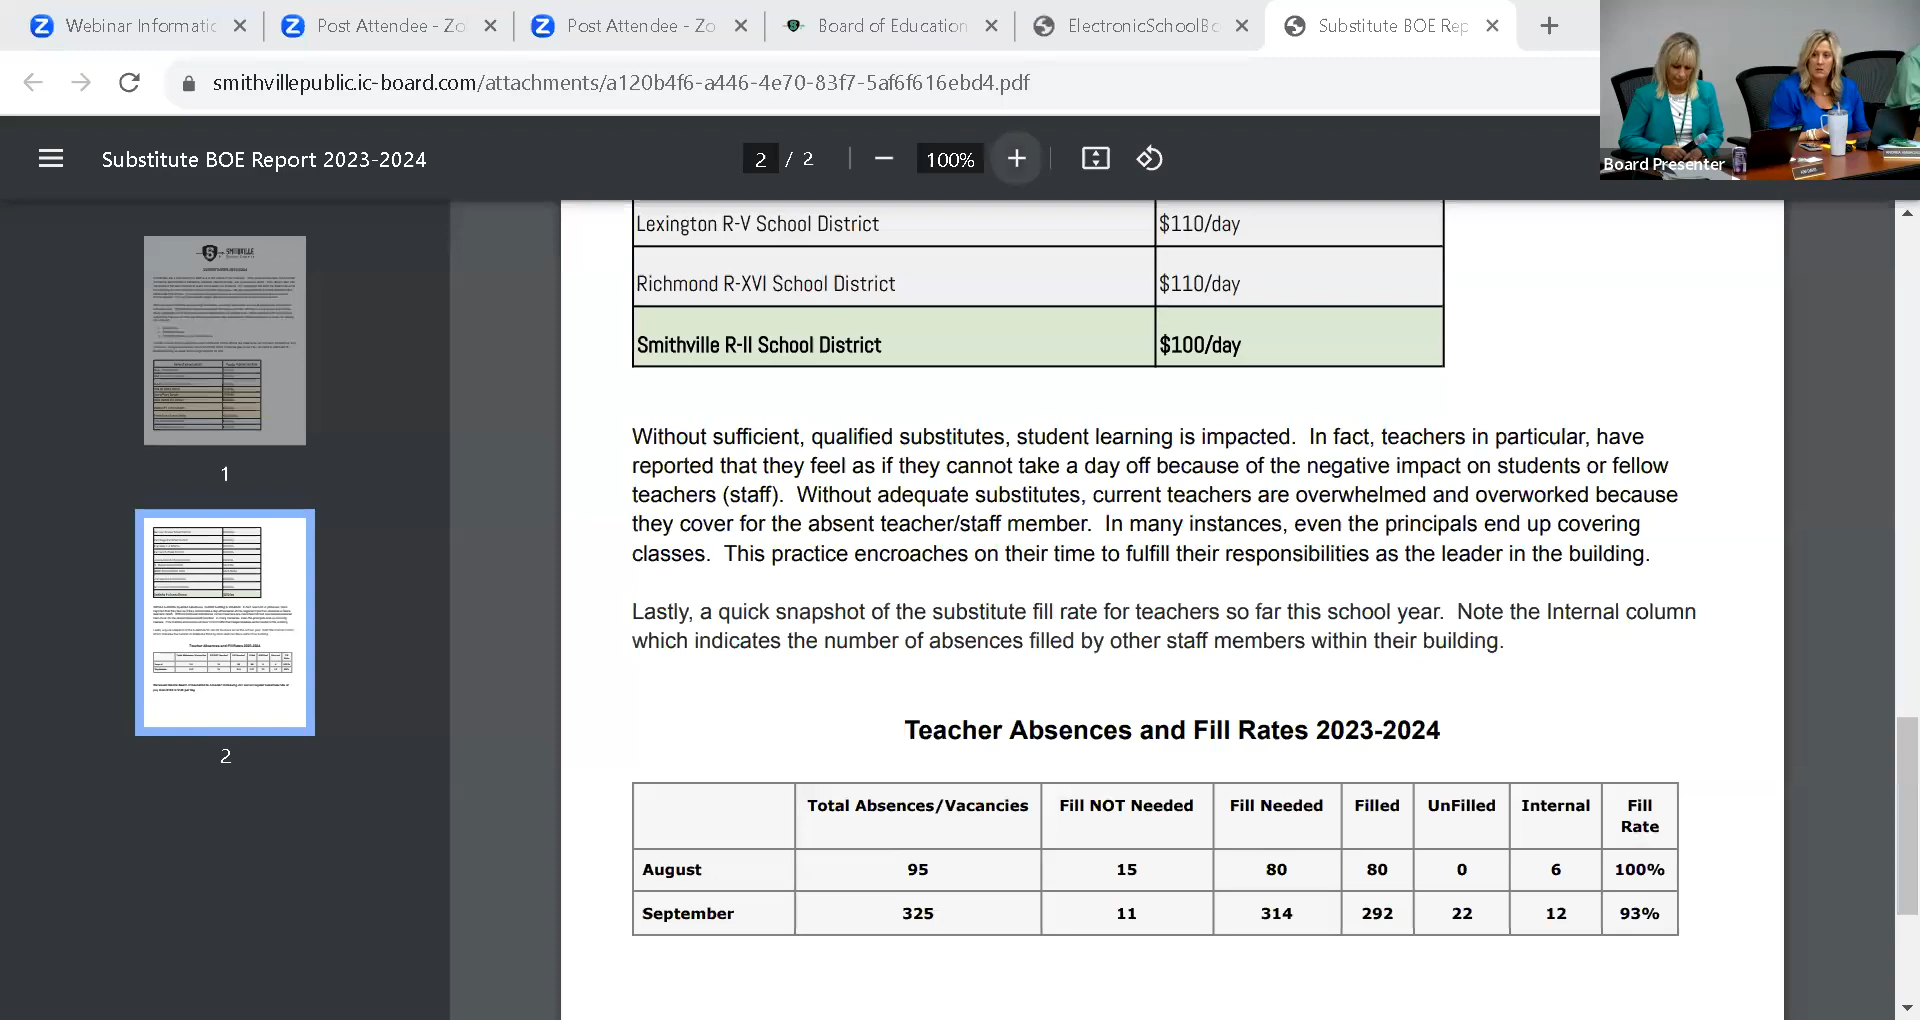 Webinar Informatic
Post Attendee - Zo
Post Attendee - Zo
Board of Education
ElectronicSchoolBo
Substitute BOE Rep
smithvillepublic.ic-board.com/attachments/a120b4f6-a446-4e70-83f7-5af6f616ebd4.pdf
Board Presenter
Substitute BOE Report 2023-2024
2 / 2
100%
SMITHVILLE
1
2
Lexington R-V School District $110/day
Richmond R-XVI School District $110/day
Smithville R-II School District $100/day
Without sufficient, qualified substitutes, student learning is impacted. In fact, teachers in particular, have
reported that they feel as if they cannot take a day off because of the negative impact on students or fellow
teachers (staff). Without adequate substitutes, current teachers are overwhelmed and overworked because
they cover for the absent teacher/staff member. In many instances, even the principals end up covering
classes. This practice encroaches on their time to fulfill their responsibilities as the leader in the building.
Lastly, a quick snapshot of the substitute fill rate for teachers so far this school year. Note the Internal column
which indicates the number of absences filled by other staff members within their building.
Teacher Absences and Fill Rates 2023-2024
Total Absences/Vacancies Fill NOT Needed Fill Needed Filled UnFilled Internal Fill
Rate
August 95 15 80 80 0 6 100%
September 325 11 314 292 22 12 93%